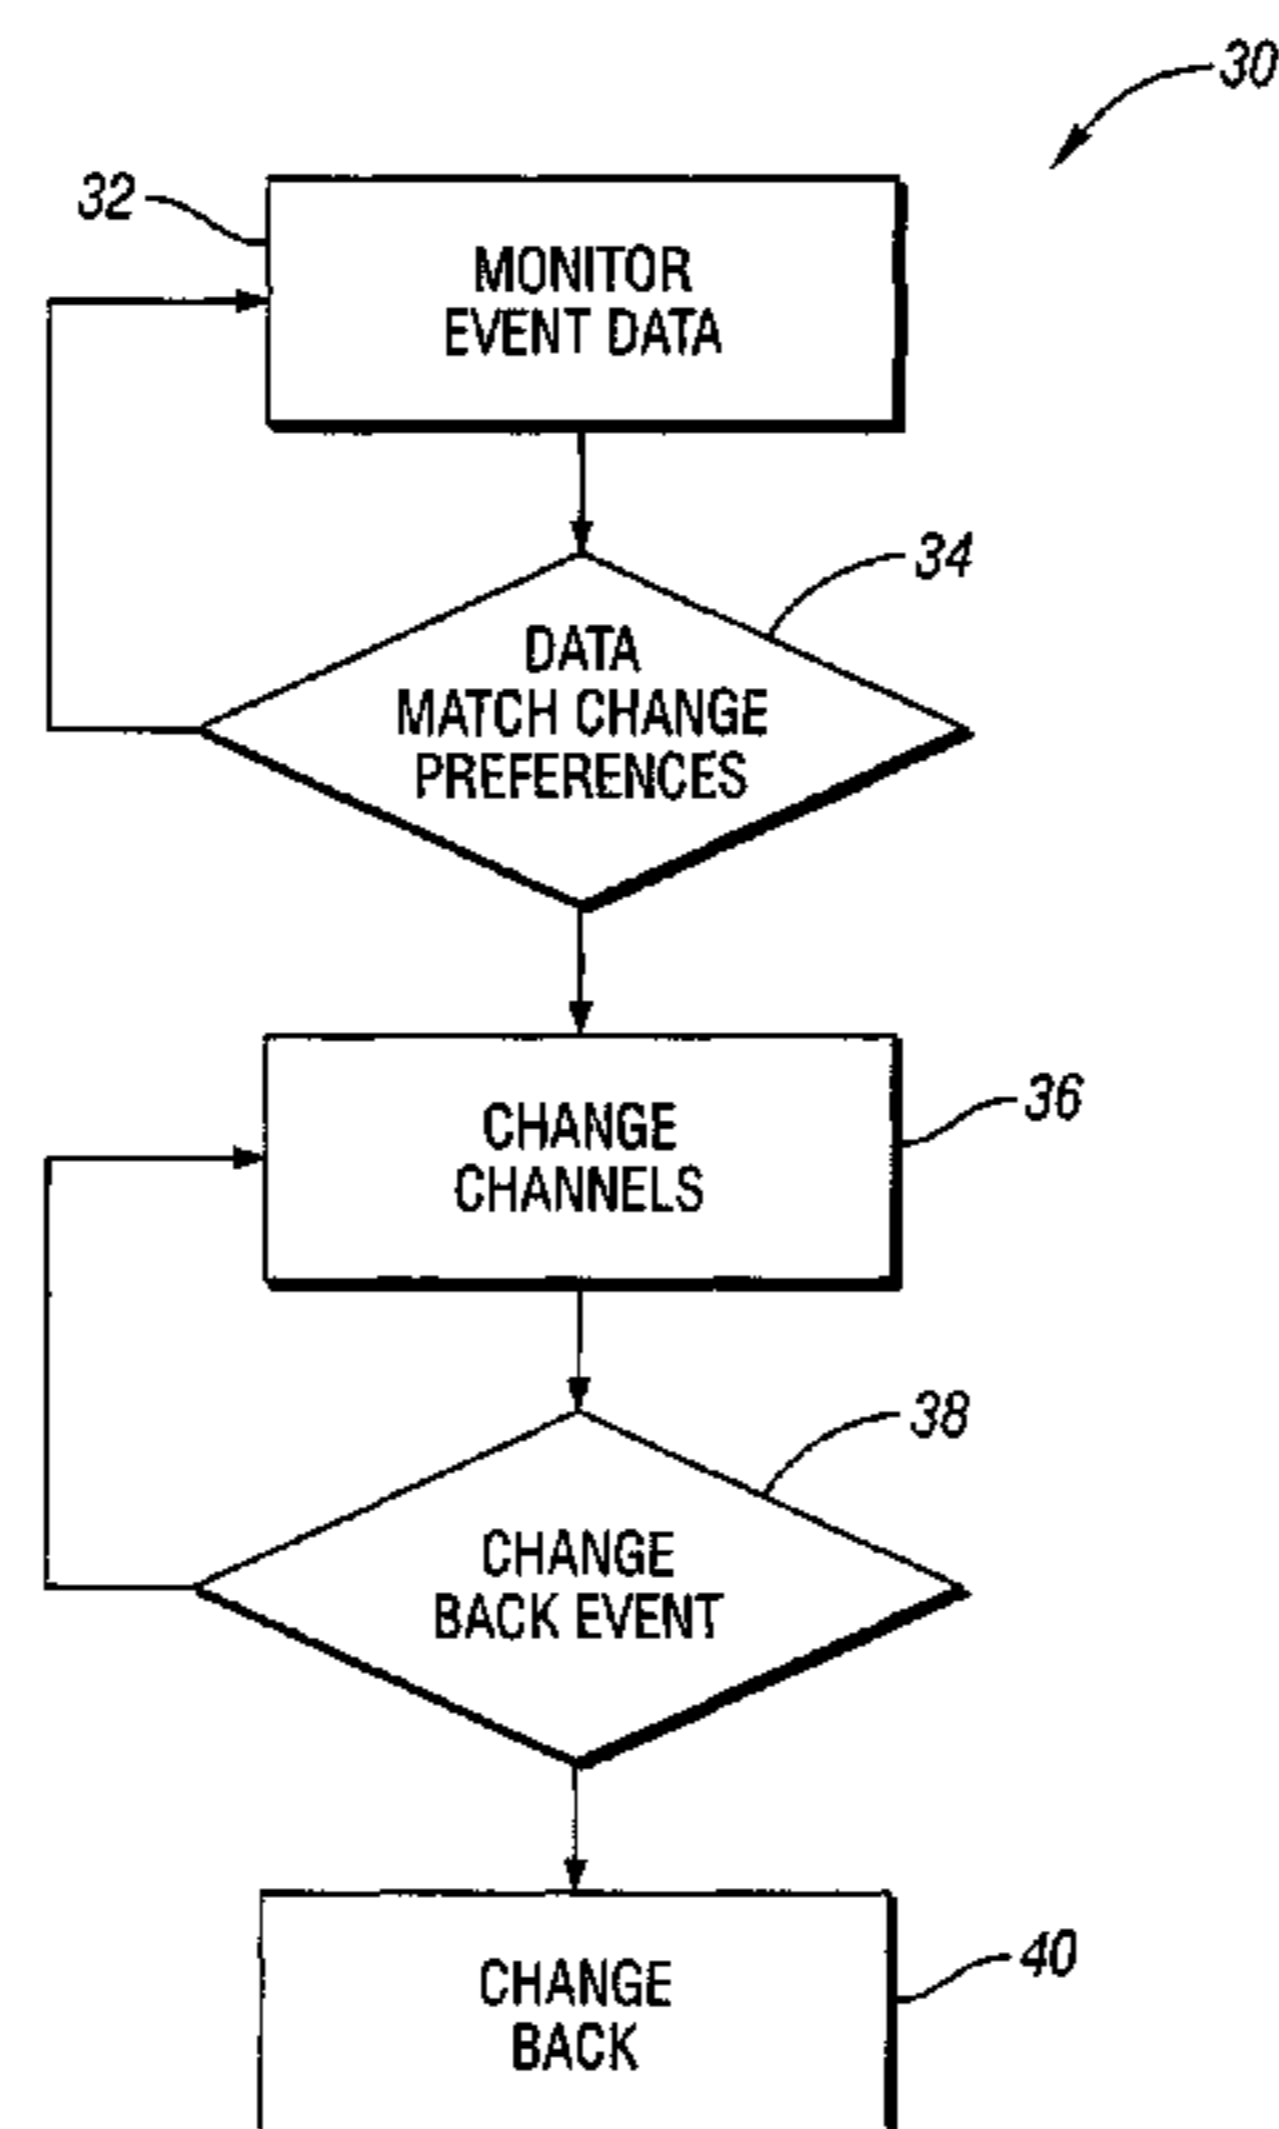 30
32
MONITOR
EVENT DATA
34
DATA
MATCH CHANGE
PREFERENCES
36
CHANGE
CHANNELS
38
CHANGE
BACK EVENT
40
CHANGE
BACK